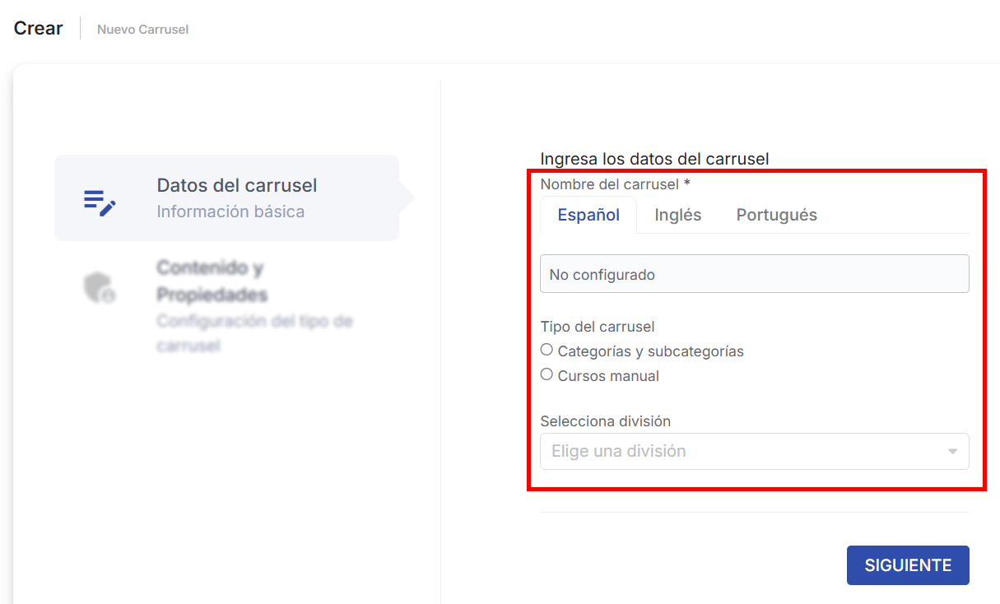 Crear
Nuevo Carrusel
Datos del carrusel
Información básica
Contenido y
Propiedades
Configuración del tipo de
carrusel
Ingresa los datos del carrusel
Nombre del carrusel *
Español Inglés Portugués
No configurado
Tipo del carrusel
Categorías y subcategorías
Cursos manual
Selecciona división
Elige una división
SIGUIENTE